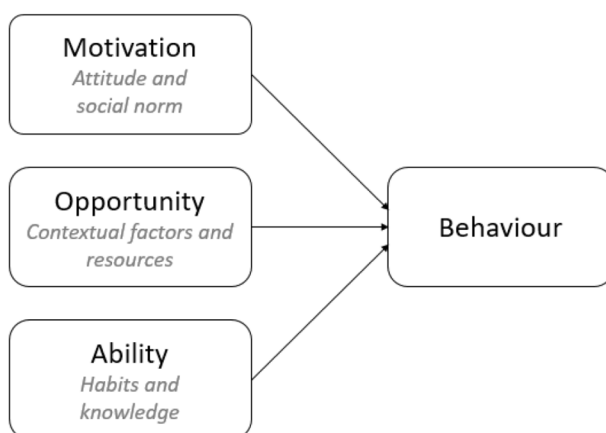 Motivation
Attitude and
social norm
Opportunity
Contextual factors and
resources
Behaviour
Ability
Habits and
knowledge